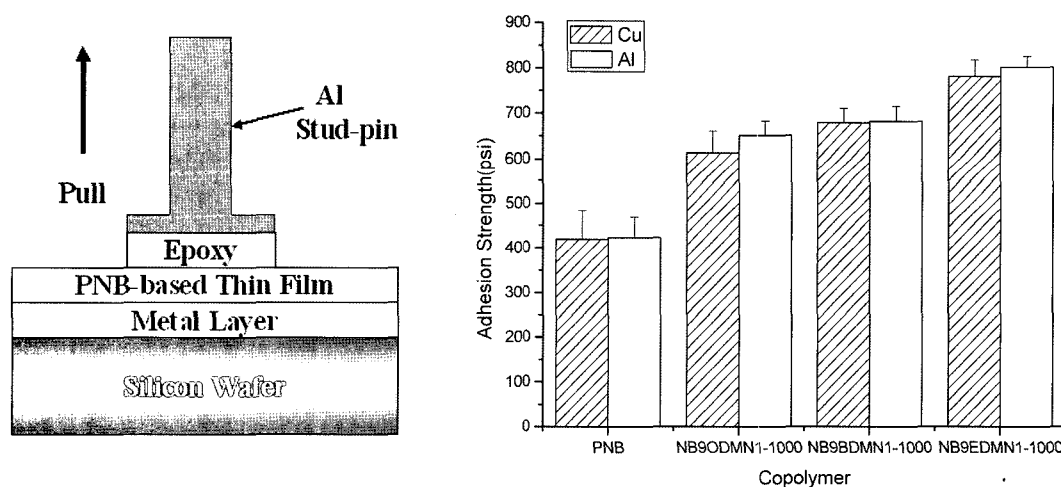 Pull
Al
Stud-pin
Epoxy
PNB-based Thin Film
Metal Layer
Silicon Wafer
Cu
Al
Adhesion Strength(psi)
900
800
700
600
500
400
300
200
100
0
PNB
NB9ODMN1-1000
NB9BDMN1-1000
NB9EDMN1-1000
Copolymer